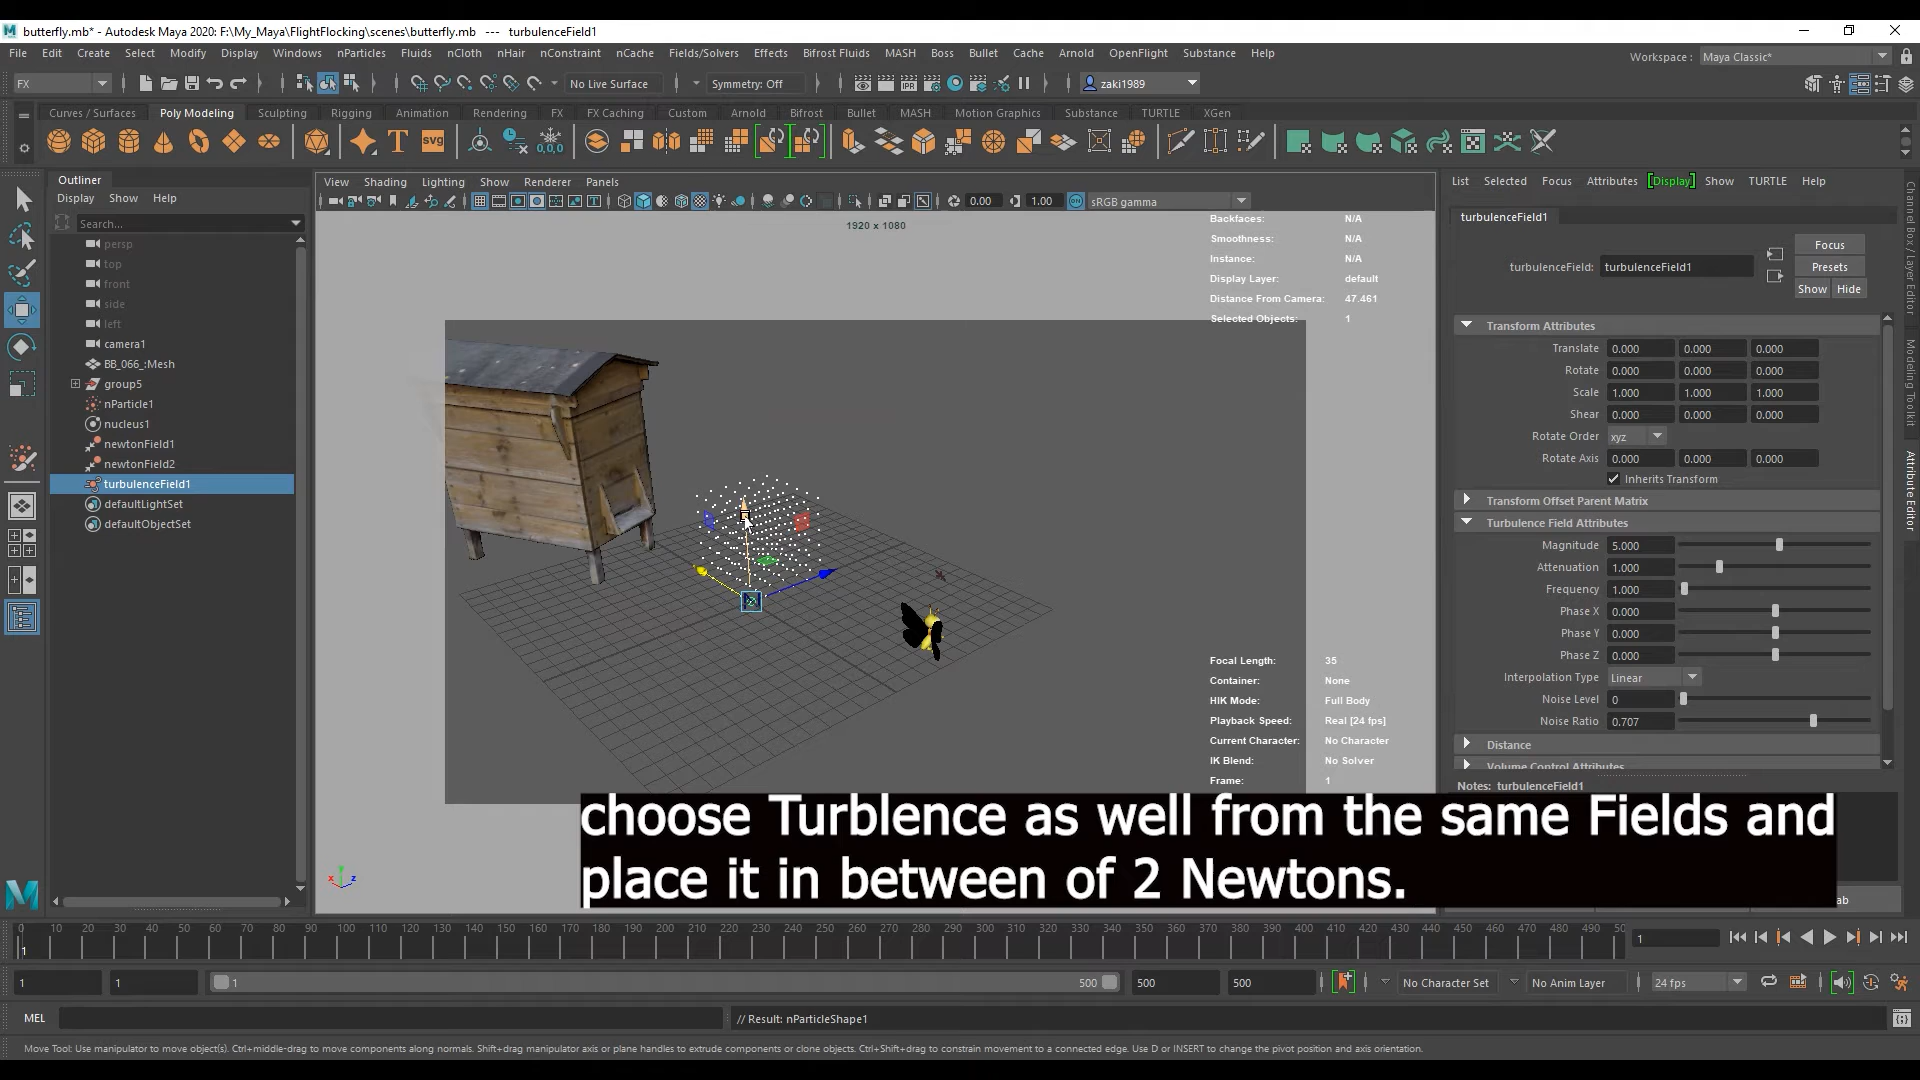 butterfly.mb* - Autodesk Maya 2020: F:\My_Maya\FlightFlocking\scenes\butterfly.mb --- turbulenceField1
File Edit Create Select Modify Display Windows nParticles Fluids nCloth nHair nConstraint nCache Fields/Solvers Effects Bifrost Fluids MASH Boss Bullet Cache Arnold OpenFlight Substance Help
Workspace : Maya Classic*
FX No Live Surface Symmetry: Off zaki1989
Curves / Surfaces Poly Modeling Sculpting Rigging Animation Rendering FX FX Caching Custom Arnold Bifrost Bullet MASH Motion Graphics Substance TURTLE XGen
T SVG 0,0,0
Outliner
Display Show Help
Search...
persp
top
front
side
left
camera1
BB_066_:Mesh
group5
nParticle1
nucleus1
newtonField1
newtonField2
turbulenceField1
defaultLightSet
defaultObjectSet
View Shading Lighting Show Renderer Panels
0.00 1.00 sRGB gamma
1920 x 1080
Backfaces: N/A
Smoothness: N/A
Instance: N/A
Display Layer: default
Distance From Camera: 47.461
Selected Objects: 1
Focal Length: 35
Container: None
HIK Mode: Full Body
Playback Speed: Real [24 fps]
Current Character: No Character
IK Blend: No Solver
Frame: 1
x z
List Selected Focus Attributes Display Show TURTLE Help
turbulenceField1
turbulenceField: turbulenceField1
Focus
Presets
Show Hide
Transform Attributes
Translate 0.000 0.000 0.000
Rotate 0.000 0.000 0.000
Scale 1.000 1.000 1.000
Shear 0.000 0.000 0.000
Rotate Order xyz
Rotate Axis 0.000 0.000 0.000
Inherits Transform
Transform Offset Parent Matrix
Turbulence Field Attributes
Magnitude 5.000
Attenuation 1.000
Frequency 1.000
Phase X 0.000
Phase Y 0.000
Phase Z 0.000
Interpolation Type Linear
Noise Level 0
Noise Ratio 0.707
Distance
Volume Control Attributes
Notes: turbulenceField1
Channel Box / Layer Editor
Modeling Toolkit
Attribute Editor
choose Turblence as well from the same Fields and
place it in between of 2 Newtons.
ab
0 10 20 30 40 50 60 70 80 90 100 110 120 130 140 150 160 170 180 190 200 210 220 230 240 250 260 270 280 290 300 310 320 330 340 350 360 370 380 390 400 410 420 430 440 450 460 470 480 490 50
1
1
1 1 1 500 500 500 No Character Set No Anim Layer 24 fps
MEL // Result: nParticleShape1
Move Tool: Use manipulator to move object(s). Ctrl+middle-drag to move components along normals. Shift+drag manipulator axis or plane handles to extrude components or clone objects. Ctrl+Shift+drag to constrain movement to a connected edge. Use D or INSERT to change the pivot position and axis orientation.